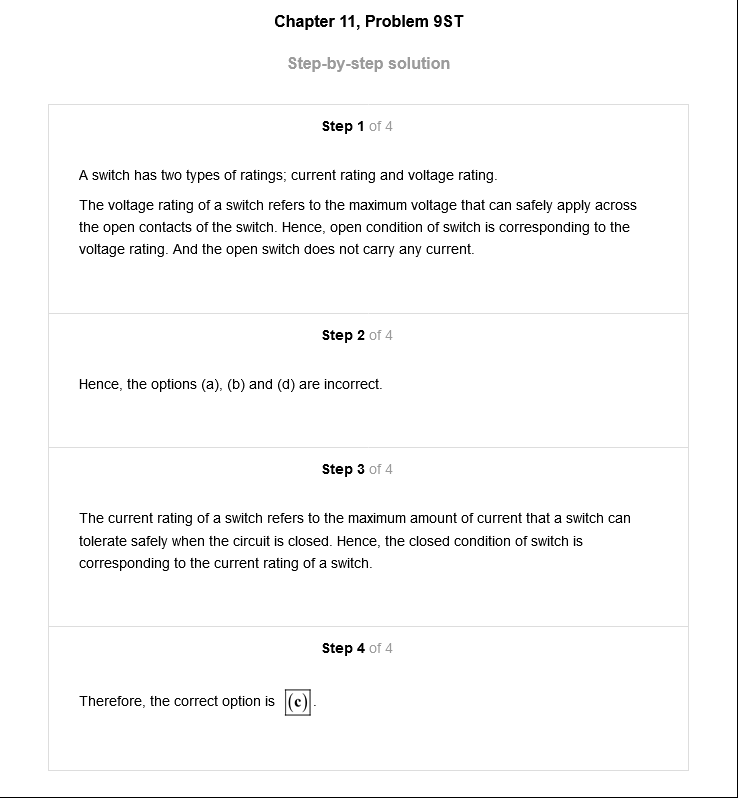 Chapter 11, Problem 9ST
Step-by-step solution
Step 1 of 4
A switch has two types of ratings; current rating and voltage rating.
The voltage rating of a switch refers to the maximum voltage that can safely apply across
the open contacts of the switch. Hence, open condition of switch is corresponding to the
voltage rating. And the open switch does not carry any current.
Step 2 of 4
Hence, the options (a), (b) and (d) are incorrect.
Step 3 of 4
The current rating of a switch refers to the maximum amount of current that a switch can
tolerate safely when the circuit is closed. Hence, the closed condition of switch is
corresponding to the current rating of a switch.
Step 4 of 4
Therefore, the correct option is (c).